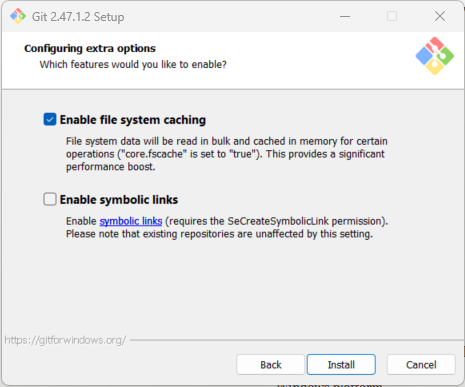 Git 2.47.1.2 Setup
Configuring extra options
Which features would you like to enable?
Enable file system caching
File system data will be read in bulk and cached in memory for certain
operations ("core.fscache" is set to "true"). This provides a significant
performance boost.
Enable symbolic links
Enable symbolic links (requires the SeCreateSymbolicLink permission).
Please note that existing repositories are unaffected by this setting.
https://gitforwindows.org/
Back
Install
Cancel